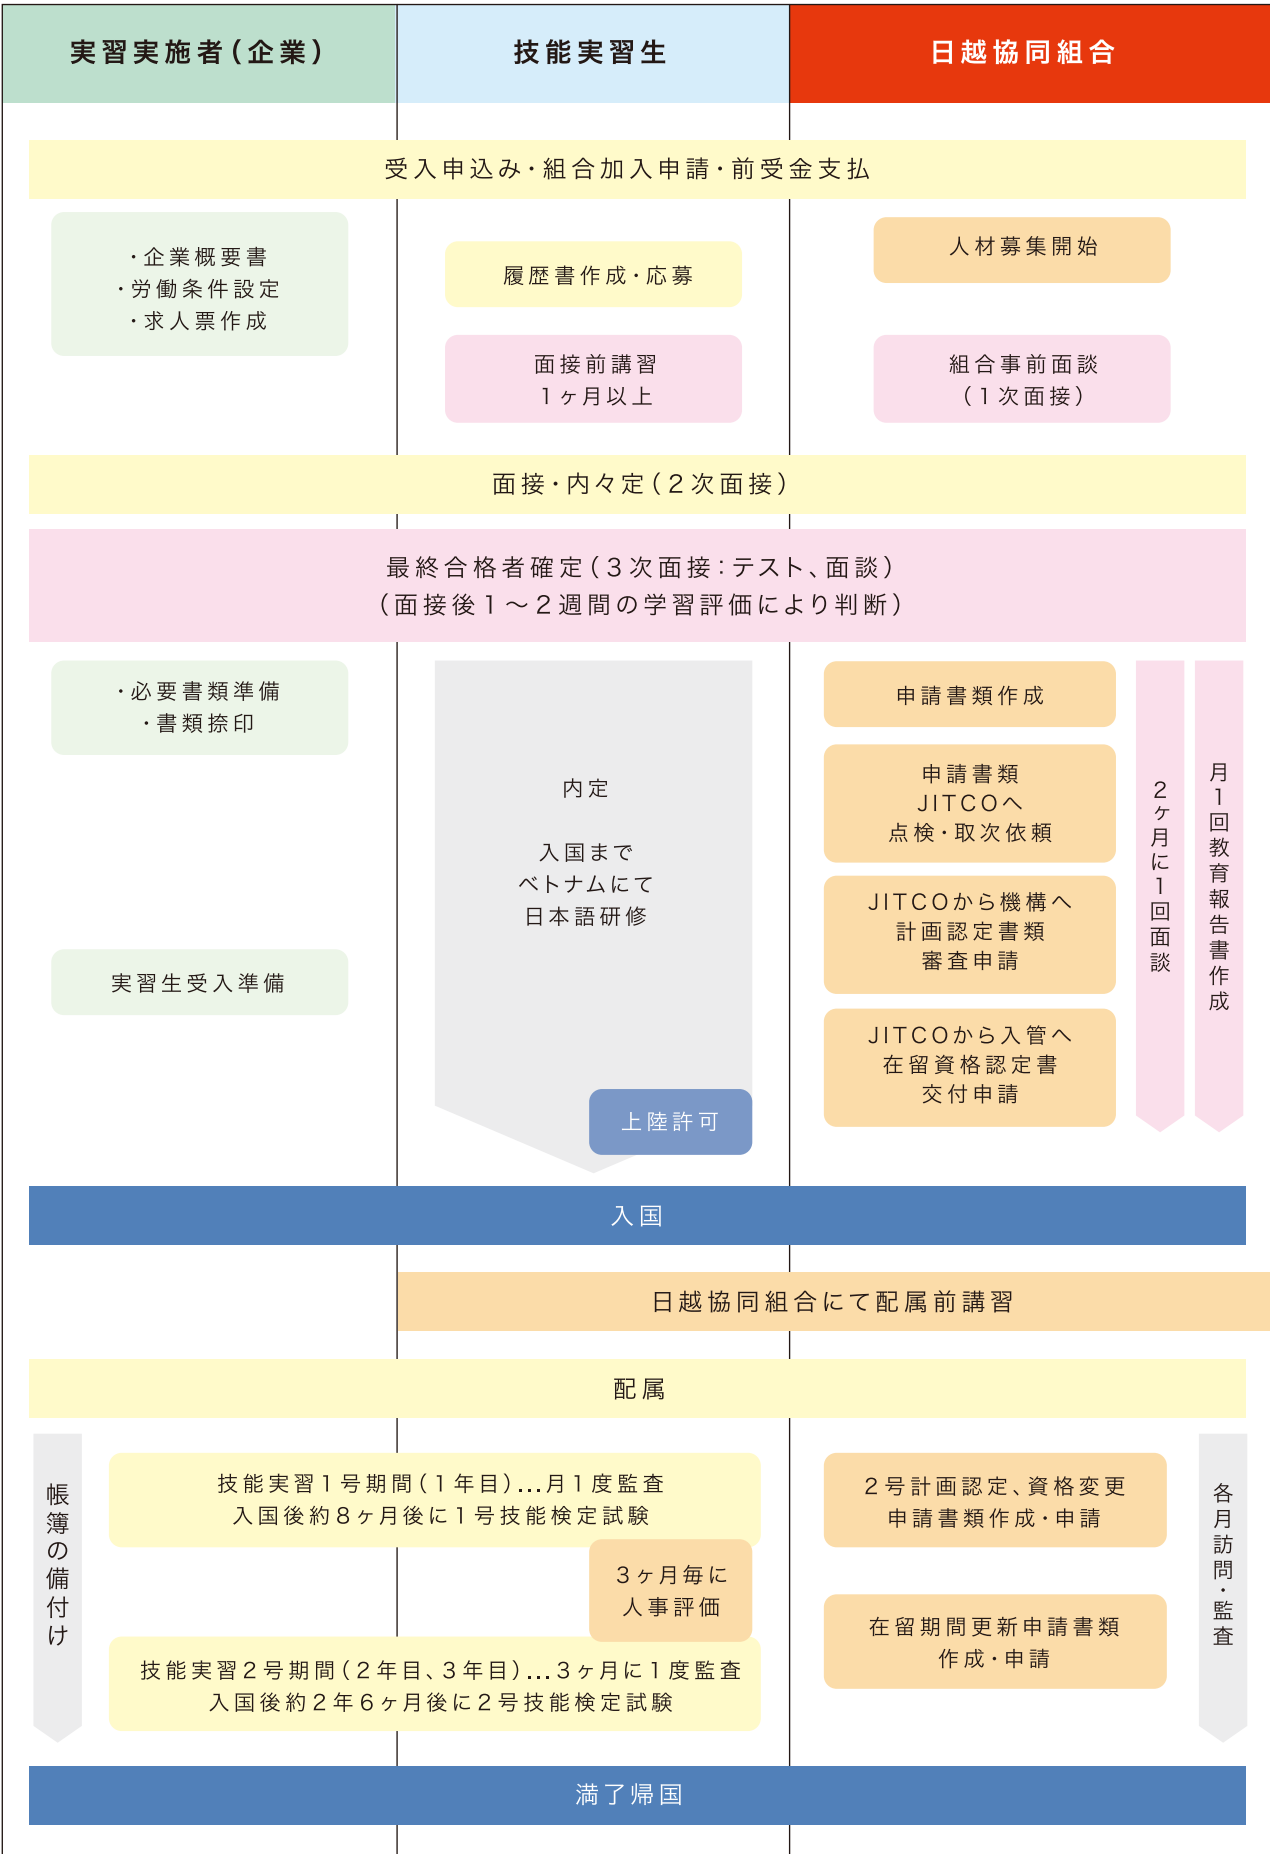 実習実施者（企業）
技能実習生
日越協同組合
受入申込み・組合加入申請・前受金支払
・企業概要書
・労働条件設定
・求人票作成
履歴書作成・応募
面接前講習
1ヶ月以上
人材募集開始
組合事前面談
（1次面接）
面接・内々定（2次面接）
最終合格者確定（3次面接：テスト、面談）
（面接後1～2週間の学習評価により判断）
・必要書類準備
・書類捺印
実習生受入準備
内定
入国まで
ベトナムにて
日本語研修
上陸許可
申請書類作成
申請書類
JITCOへ
点検・取次依頼
JITCOから機構へ
計画認定書類
審査申請
JITCOから入管へ
在留資格認定書
交付申請
2ヶ月に1回面談
月1回教育報告書作成
入国
日越協同組合にて配属前講習
配属
帳簿の備付け
技能実習1号期間（1年目）…月1度監査
入国後約8ヶ月後に1号技能検定試験
3ヶ月毎に
人事評価
技能実習2号期間（2年目、3年目）…3ヶ月に1度監査
入国後約2年6ヶ月後に2号技能検定試験
2号計画認定、資格変更
申請書類作成・申請
在留期間更新申請書類
作成・申請
各月訪問・監査
満了帰国